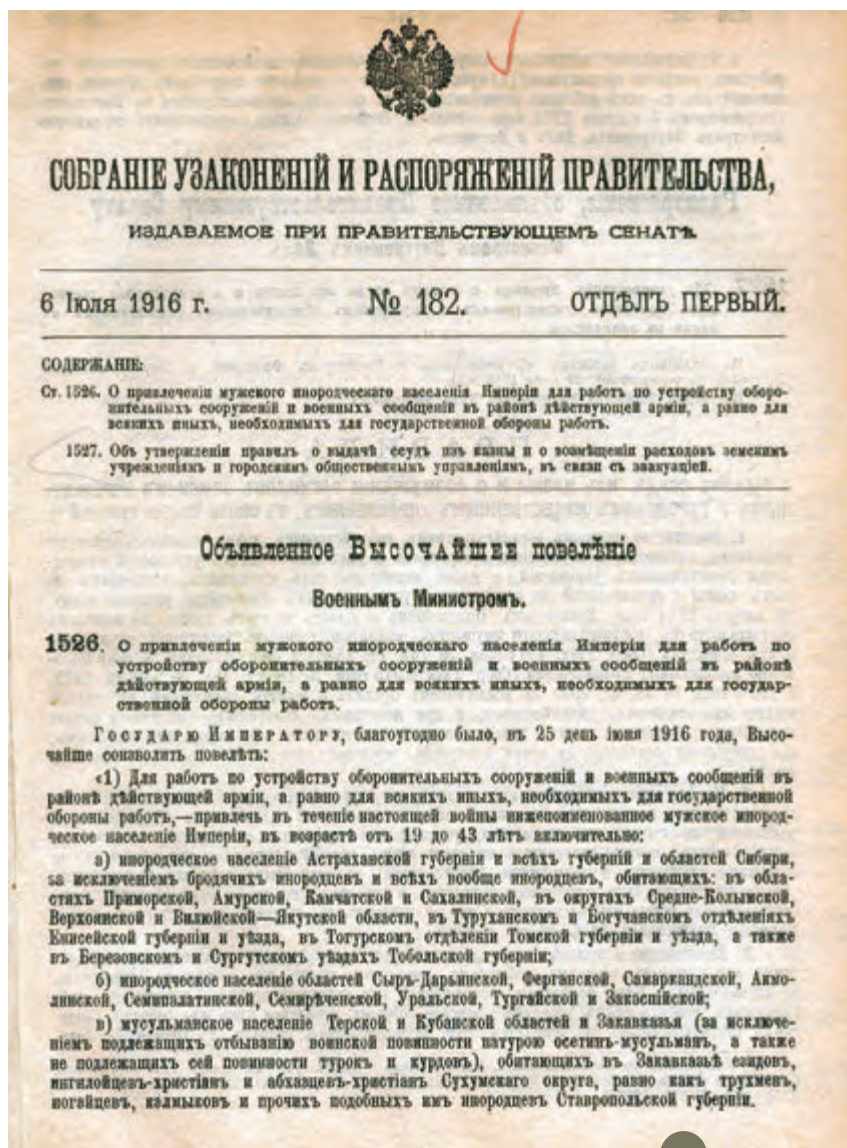 СОБРАНІЕ УЗАКОНЕНІЙ И РАСПОРЯЖЕНІЙ ПРАВИТЕЛЬСТВА,
ИЗДАВАЕМОЕ ПРИ ПРАВИТЕЛЬСТВУЮЩЕМЪ СЕНАТѢ.
6 Іюля 1916 г. № 182. ОТДѢЛЪ ПЕРВЫЙ.
СОДЕРЖАНІЕ:
Ст. 1526. О привлеченіи мужского инородческаго населенія Имперіи для работъ по устройству оборо-
нительныхъ сооруженій и военныхъ сообщеній въ районѣ дѣйствующей арміи, а равно для
всякихъ иныхъ, необходимыхъ для государственной обороны работъ.
1527. Объ утвержденіи правилъ о выдачѣ ссудъ изъ казны и о возмѣщеніи расходовъ земскимъ
учрежденіямъ и городскимъ общественнымъ управленіямъ, въ связи съ эвакуаціей.
Объявленное Высочайшее повелѣніе
Военнымъ Министромъ.
1526. О привлеченіи мужского инородческаго населенія Имперіи для работъ по
устройству оборонительныхъ сооруженій и военныхъ сообщеній въ районѣ
дѣйствующей арміи, а равно для всякихъ иныхъ, необходимыхъ для государ-
ственной обороны работъ.
Государю Императору, благоугодно было, въ 25 день іюня 1916 года, Высо-
чайше соизволить повелѣть:
«1) Для работъ по устройству оборонительныхъ сооруженій и военныхъ сообщеній въ
районѣ дѣйствующей арміи, а равно для всякихъ иныхъ, необходимыхъ для государственной
обороны работъ,—привлечь въ теченіе настоящей войны нижепоименованное мужское инород-
ческое населеніе Имперіи, въ возрастѣ отъ 19 до 43 лѣтъ включительно:
а) инородческое населеніе Астраханской губерніи и всѣхъ губерній и областей Сибири,
за исключеніемъ бродячихъ инородцевъ и всѣхъ вообще инородцевъ, обитающихъ: въ обла-
стяхъ Приморской, Амурской, Камчатской и Сахалинской, въ округахъ Средне-Колымской,
Верхоянской и Вилюйской—Якутской области, въ Туруханскомъ и Богучанскомъ отдѣленіяхъ
Енисейской губерніи и уѣзда, въ Тогурскомъ отдѣленіи Томской губерніи и уѣзда, а также
въ Березовскомъ и Сургутскомъ уѣздахъ Тобольской губерніи;
б) инородческое населеніе областей Сыръ-Дарьинской, Ферганской, Самаркандской, Акмо-
линской, Семипалатинской, Семирѣченской, Уральской, Тургайской и Закаспійской;
в) мусульманское населеніе Терской и Кубанской областей и Закавказья (за исключе-
ніемъ подлежащихъ отбыванію воинской повинности натурою осетинъ-мусульманъ, а также
не подлежащихъ сей повинности турокъ и курдовъ), обитающихъ въ Закавказьѣ езидовъ,
ингилойцевъ-христіанъ и абхазцевъ-христіанъ Сухумскаго округа, равно какъ трухменъ,
ногайцевъ, калмыковъ и прочихъ подобныхъ имъ инородцевъ Ставропольской губерніи.